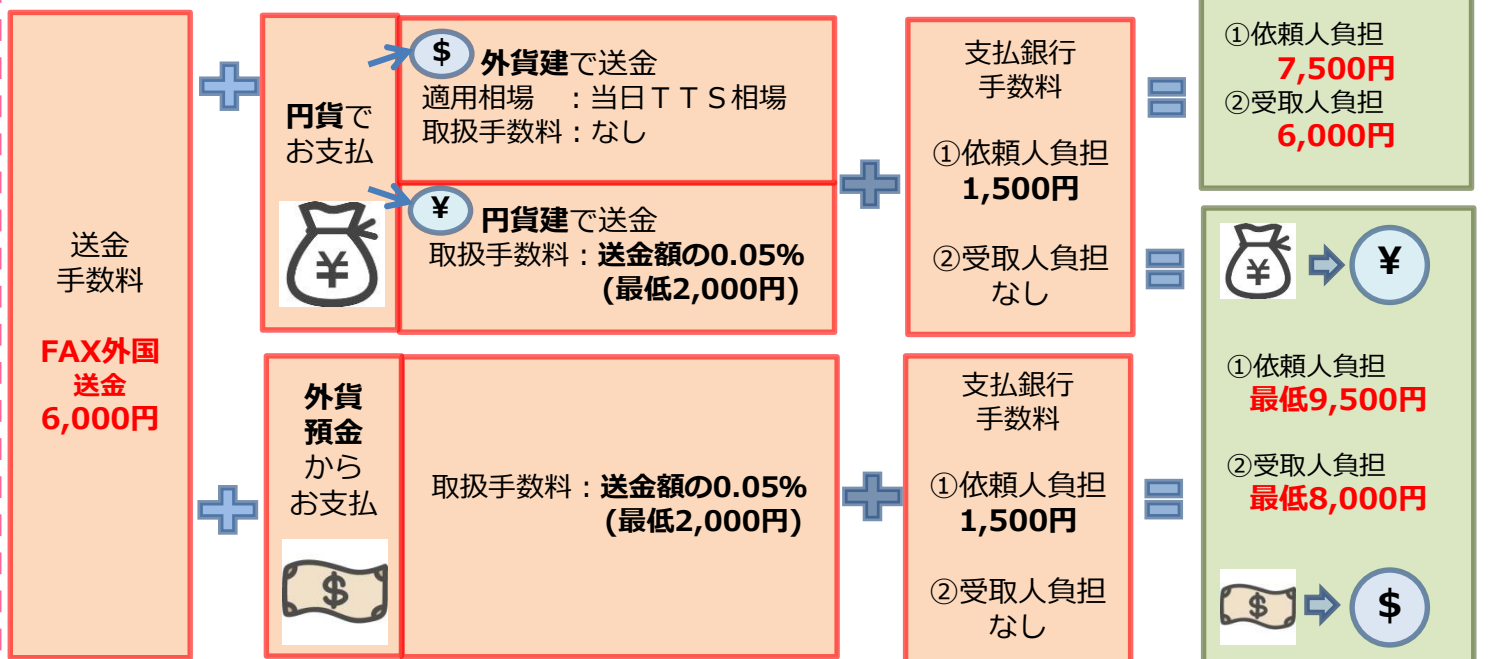 送金
手数料
FAX外国
送金
6,000円
円貨で
お支払
¥
$
外貨建で送金
適用相場　：当日ＴＴＳ相場
取扱手数料：なし
¥
円貨建で送金
取扱手数料：送金額の0.05%
(最低2,000円)
支払銀行
手数料
①依頼人負担
1,500円
②受取人負担
なし
①依頼人負担
7,500円
②受取人負担
6,000円
外貨
預金
から
お支払
$
取扱手数料：送金額の0.05%
(最低2,000円)
支払銀行
手数料
①依頼人負担
1,500円
②受取人負担
なし
¥
¥
①依頼人負担
最低9,500円
②受取人負担
最低8,000円
$
$